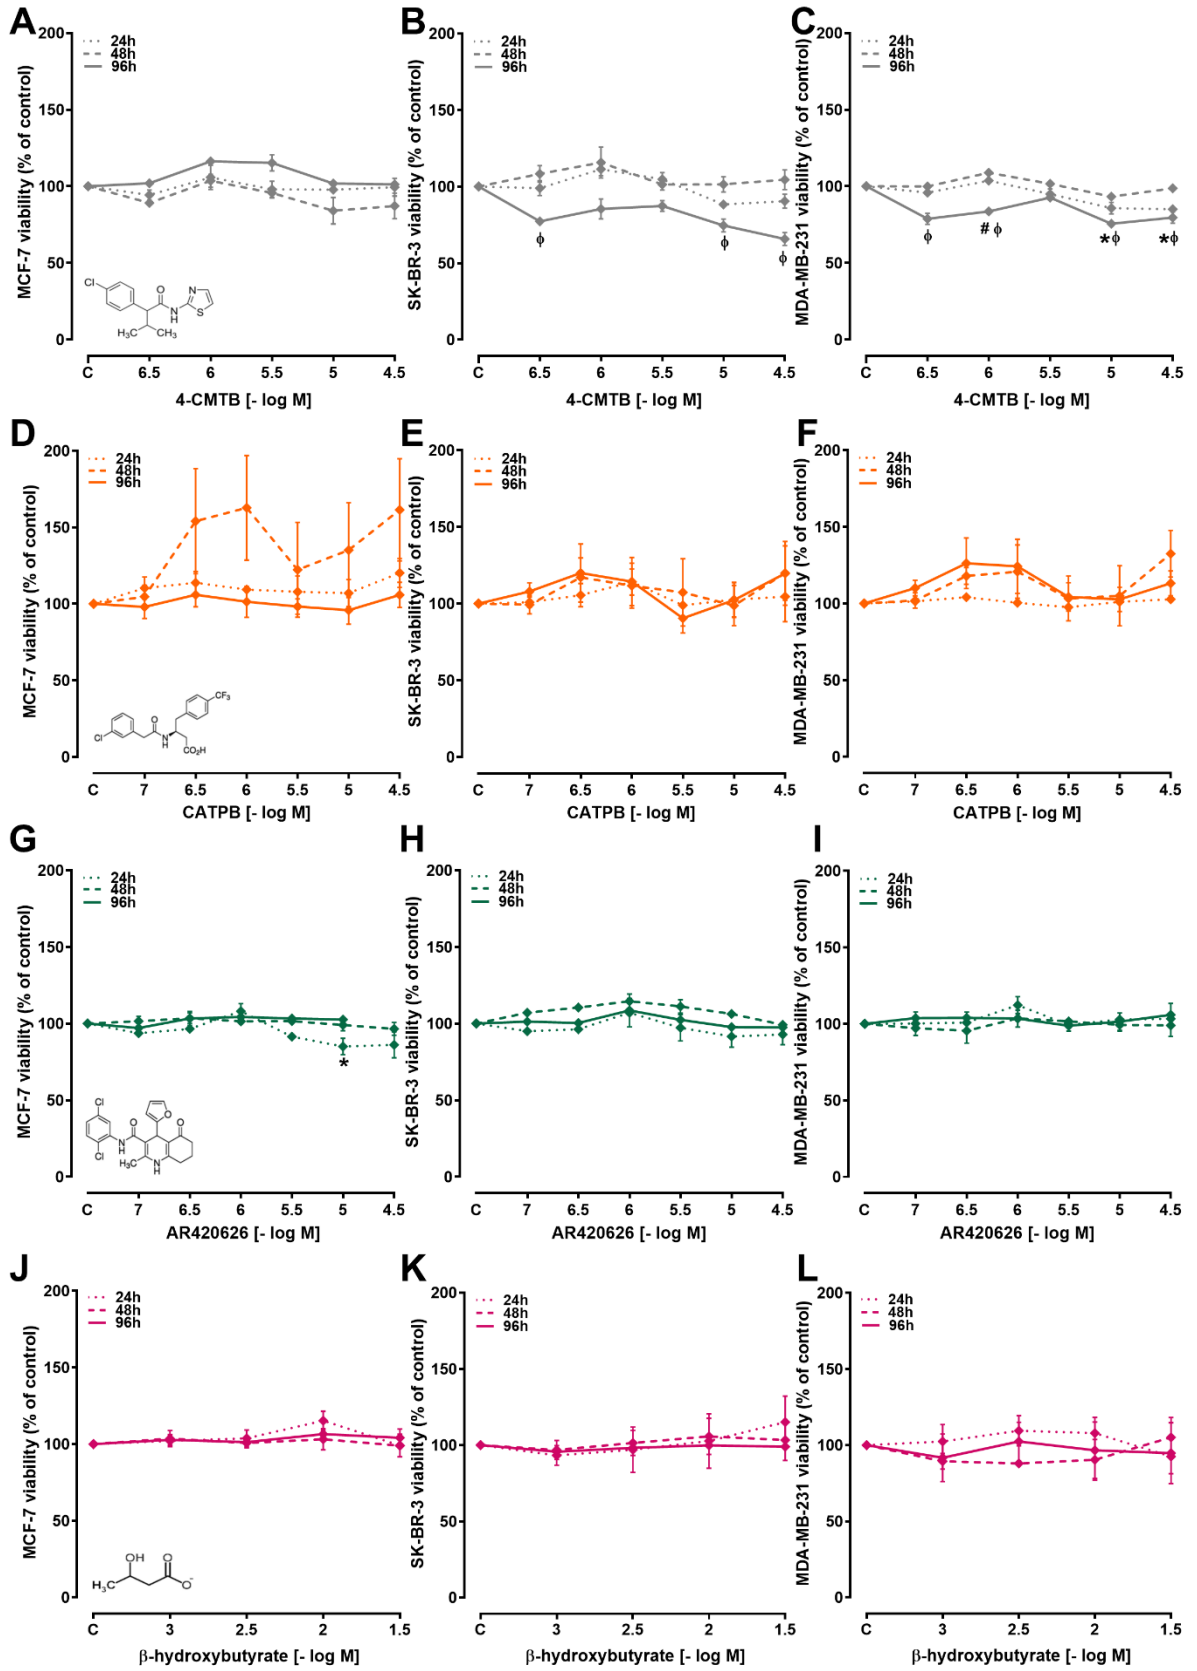 A
MCF-7 viability (% of control)
200
150
100
50
0
24h
48h
96h
Cl
O
N
N
H
S
H₃C
CH₃
C
6.5
6
5.5
5
4.5
4-CMTB [- log M]
B
SK-BR-3 viability (% of control)
200
150
100
50
0
24h
48h
96h
ϕ
ϕ
ϕ
C
6.5
6
5.5
5
4.5
4-CMTB [- log M]
C
MDA-MB-231 viability (% of control)
200
150
100
50
0
24h
48h
96h
ϕ
# ϕ
*ϕ
*ϕ
C
6.5
6
5.5
5
4.5
4-CMTB [- log M]
D
MCF-7 viability (% of control)
200
150
100
50
0
24h
48h
96h
CF₃
O
Cl
N
H
CO₂H
C
7
6.5
6
5.5
5
4.5
CATPB [- log M]
E
SK-BR-3 viability (% of control)
200
150
100
50
0
24h
48h
96h
C
7
6.5
6
5.5
5
4.5
CATPB [- log M]
F
MDA-MB-231 viability (% of control)
200
150
100
50
0
24h
48h
96h
C
7
6.5
6
5.5
5
4.5
CATPB [- log M]
G
MCF-7 viability (% of control)
200
150
100
50
0
24h
48h
96h
*
Cl
O
O
O
N
H
Cl
H₃C
N
H
C
7
6.5
6
5.5
5
4.5
AR420626 [- log M]
H
SK-BR-3 viability (% of control)
200
150
100
50
0
24h
48h
96h
C
7
6.5
6
5.5
5
4.5
AR420626 [- log M]
I
MDA-MB-231 viability (% of control)
200
150
100
50
0
24h
48h
96h
C
7
6.5
6
5.5
5
4.5
AR420626 [- log M]
J
MCF-7 viability (% of control)
200
150
100
50
0
24h
48h
96h
OH
O
H₃C
O⁻
C
3
2.5
2
1.5
β-hydroxybutyrate [- log M]
K
SK-BR-3 viability (% of control)
200
150
100
50
0
24h
48h
96h
C
3
2.5
2
1.5
β-hydroxybutyrate [- log M]
L
MDA-MB-231 viability (% of control)
200
150
100
50
0
24h
48h
96h
C
3
2.5
2
1.5
β-hydroxybutyrate [- log M]